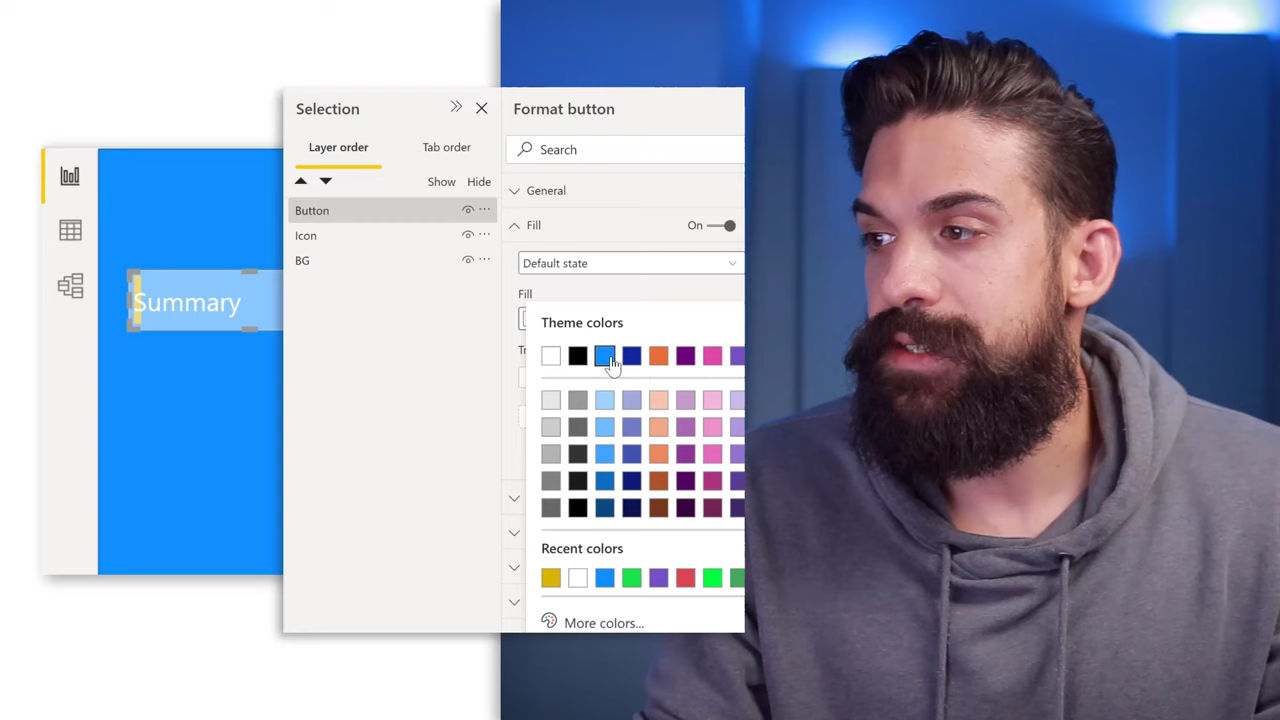 Summary
Selection
Layer order
Tab order
Show
Hide
Button
Icon
BG
Format button
Search
General
Fill
On
Default state
Fill
Theme colors
Recent colors
More colors...